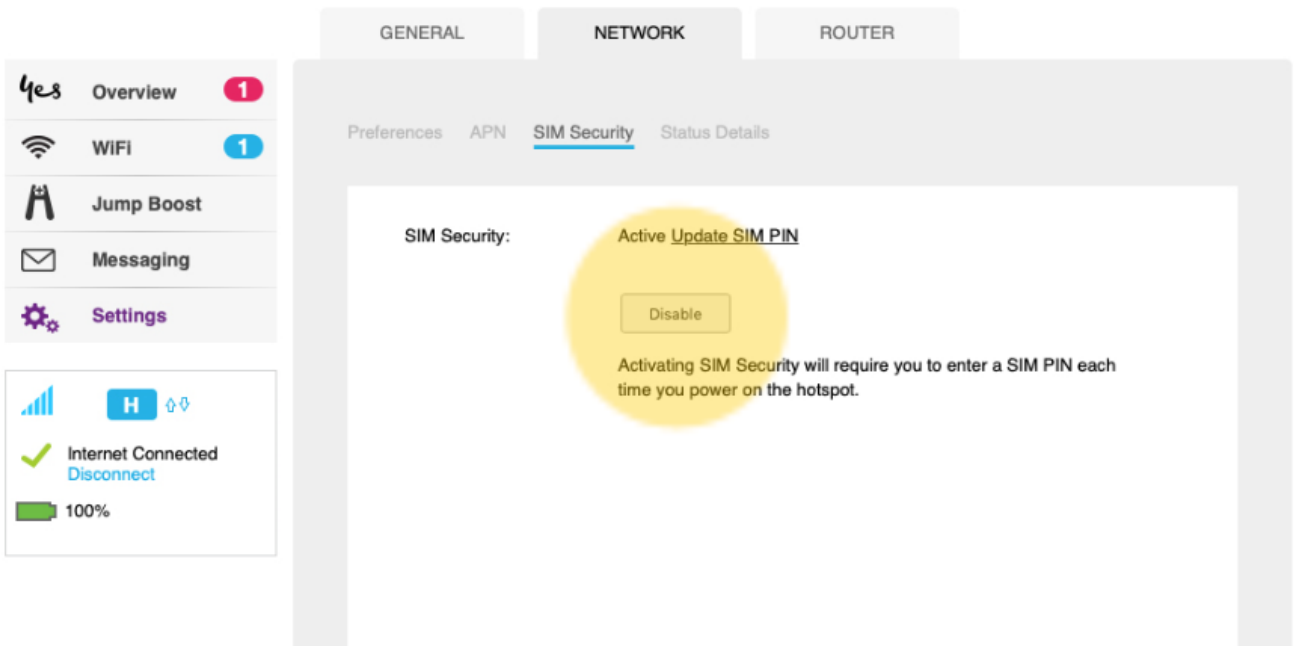 GENERAL NETWORK ROUTER
yes Overview 1
WiFi 1
Jump Boost
Messaging
Settings
H
Internet Connected
Disconnect
100%
Preferences APN SIM Security Status Details
SIM Security: Active Update SIM PIN
Disable
Activating SIM Security will require you to enter a SIM PIN each
time you power on the hotspot.